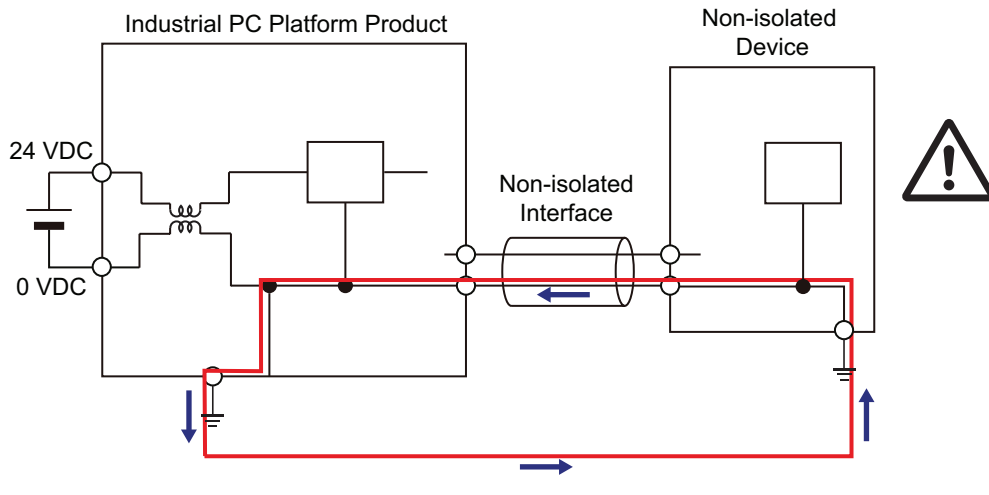 Industrial PC Platform Product
Non-isolated
Device
24 VDC
Non-isolated
Interface
0 VDC